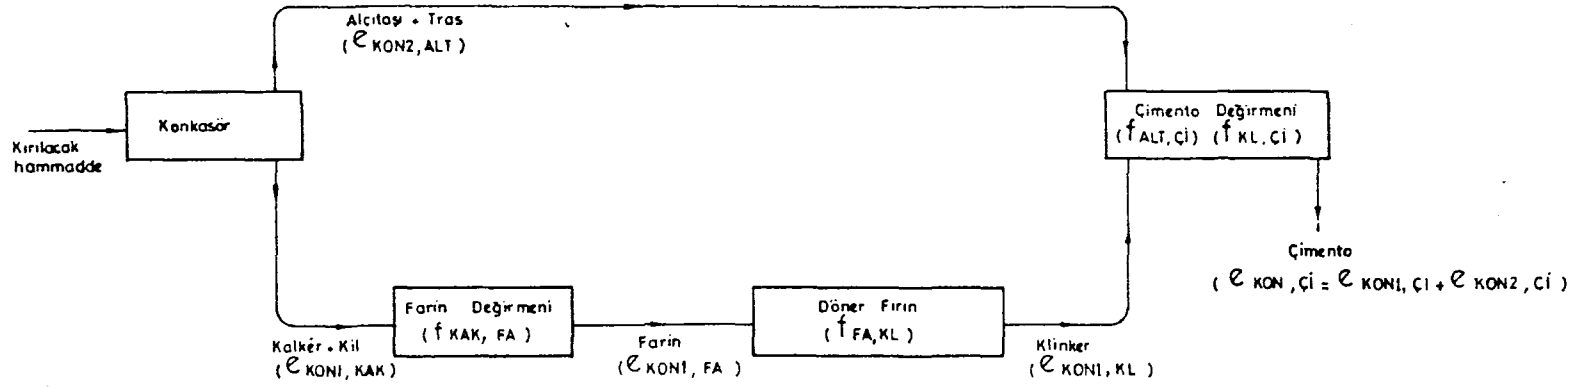 Alçıtaşı + Tras
(e KON2, ALT)
Konkasör
Kırılacak
hammadde
Çimento Değirmeni
(f ALT, Çİ) (f KL, Çİ)
Çimento
(e KON, Çİ = e KON1, Çİ + e KON2, Çİ)
Farin Değirmeni
(f KAK, FA)
Döner Fırın
(f FA, KL)
Kalker + Kil
(e KON1, KAK)
Farin
(e KON1, FA)
Klinker
(e KON1, KL)